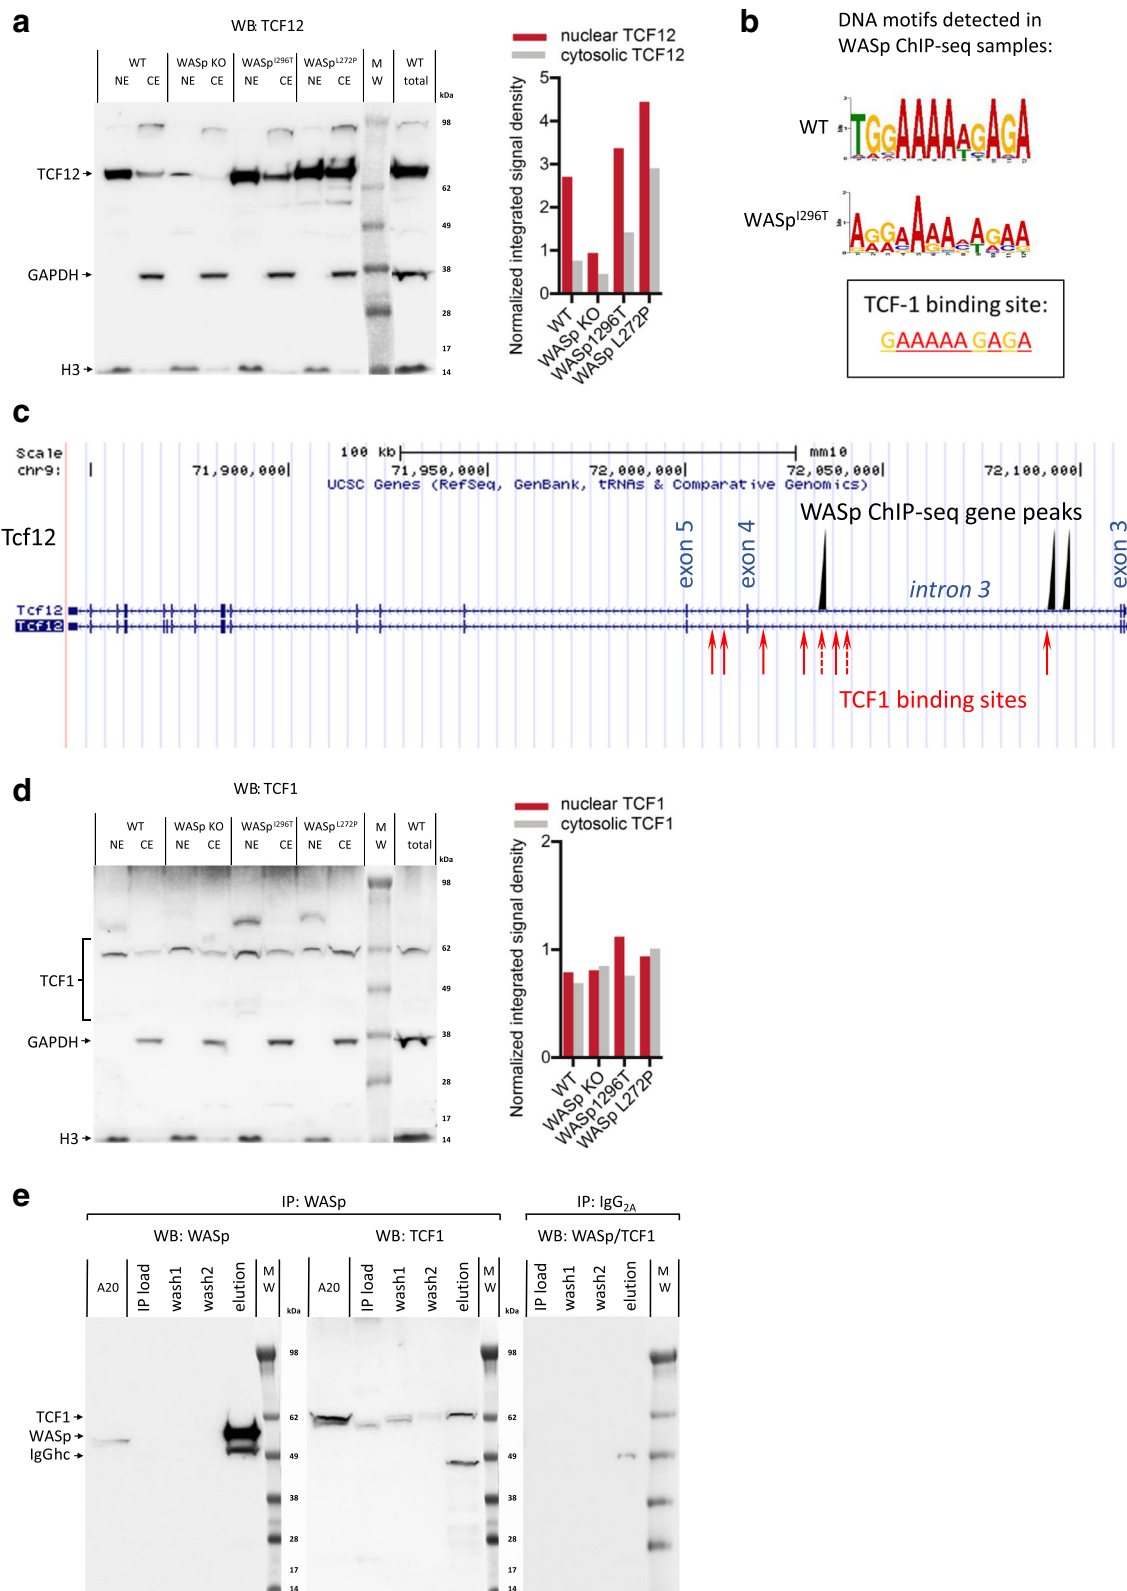 a
WB: TCF12
WT WASp KO WASp I296T WASp L272P M W WT total
NE CE NE CE NE CE NE CE
kDa
98
TCF12
62
49
GAPDH
38
28
17
H3
14
nuclear TCF12
cytosolic TCF12
Normalized integrated signal density
5
4
3
2
1
0
WT
WASp KO
WASp1296T
WASp L272P
b
DNA motifs detected in
WASp ChIP-seq samples:
WT
WASp I296T
TCF-1 binding site:
GAAAAA GAGA
c
Scale 100 kb mm10
chr9: 71,900,000 71,950,000 72,000,000 72,050,000 72,100,000
UCSC Genes (RefSeq, GenBank, tRNAs & Comparative Genomics)
WASp ChIP-seq gene peaks
Tcf12
exon 5
exon 4
intron 3
exon 3
Tcf12
Tcf12
TCF1 binding sites
d
WB: TCF1
WT WASp KO WASp I296T WASp L272P M W WT total
NE CE NE CE NE CE NE CE
kDa
98
62
TCF1
49
GAPDH
38
28
17
H3
14
nuclear TCF1
cytosolic TCF1
Normalized integrated signal density
2
1
0
WT
WASp KO
WASp1296T
WASp L272P
e
IP: WASp
IP: IgG2A
WB: WASp
WB: TCF1
WB: WASp/TCF1
A20 IP load wash1 wash2 elution M W
kDa
A20 IP load wash1 wash2 elution M W
kDa
IP load wash1 wash2 elution M W
TCF1
WASp
IgGhc
98
62
49
38
28
17
14
98
62
49
38
28
17
14